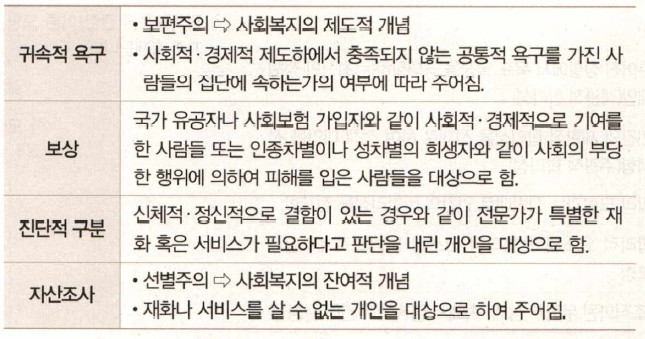 귀속적 욕구
• 보편주의 ⇨ 사회복지의 제도적 개념
• 사회적·경제적 제도하에서 충족되지 않는 공통적 욕구를 가진 사
람들의 집단에 속하는가의 여부에 따라 주어짐.
보상
국가 유공자나 사회보험 가입자와 같이 사회적·경제적으로 기여를
한 사람들 또는 인종차별이나 성차별의 희생자와 같이 사회의 부당
한 행위에 의하여 피해를 입은 사람들을 대상으로 함.
진단적 구분
신체적·정신적으로 결함이 있는 경우와 같이 전문가가 특별한 재
화 혹은 서비스가 필요하다고 판단을 내린 개인을 대상으로 함.
자산조사
• 선별주의 ⇨ 사회복지의 잔여적 개념
• 재화나 서비스를 살 수 없는 개인을 대상으로 하여 주어짐.